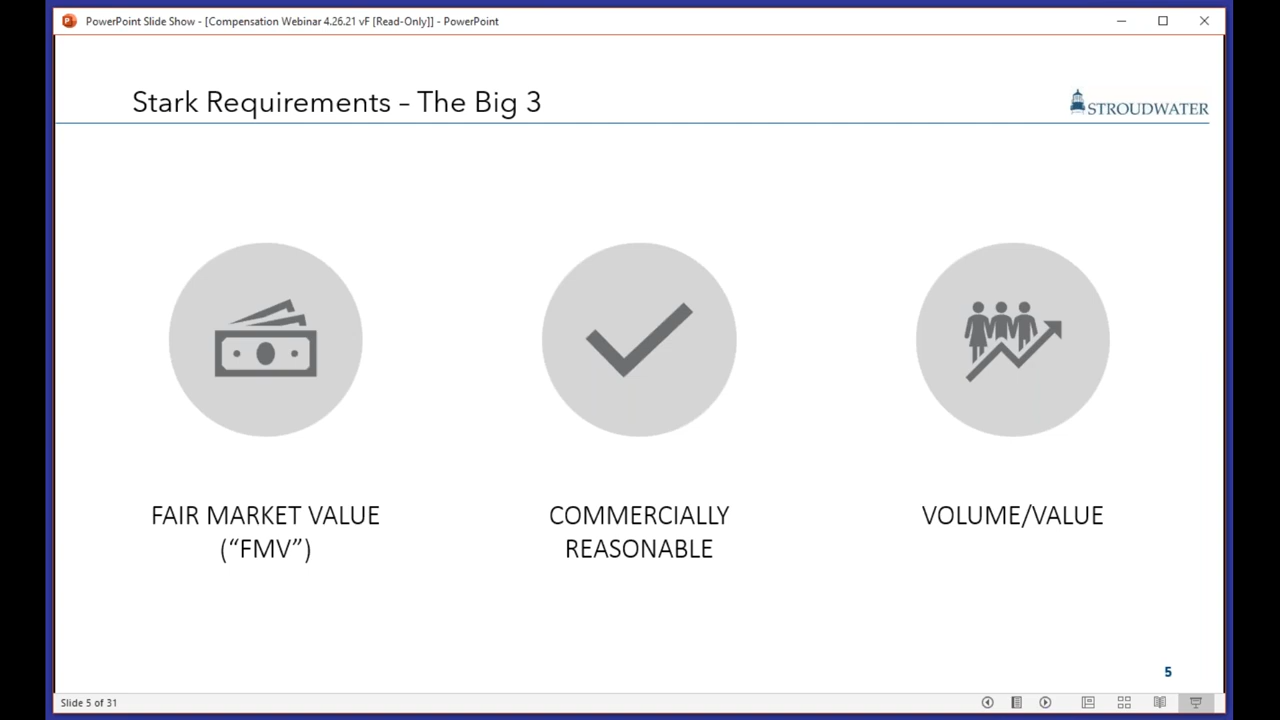 PowerPoint Slide Show - [Compensation Webinar 4.26.21 vF [Read-Only]] - PowerPoint
Stark Requirements – The Big 3
STROUDWATER
FAIR MARKET VALUE
(“FMV”)
COMMERCIALLY
REASONABLE
VOLUME/VALUE
5
Slide 5 of 31